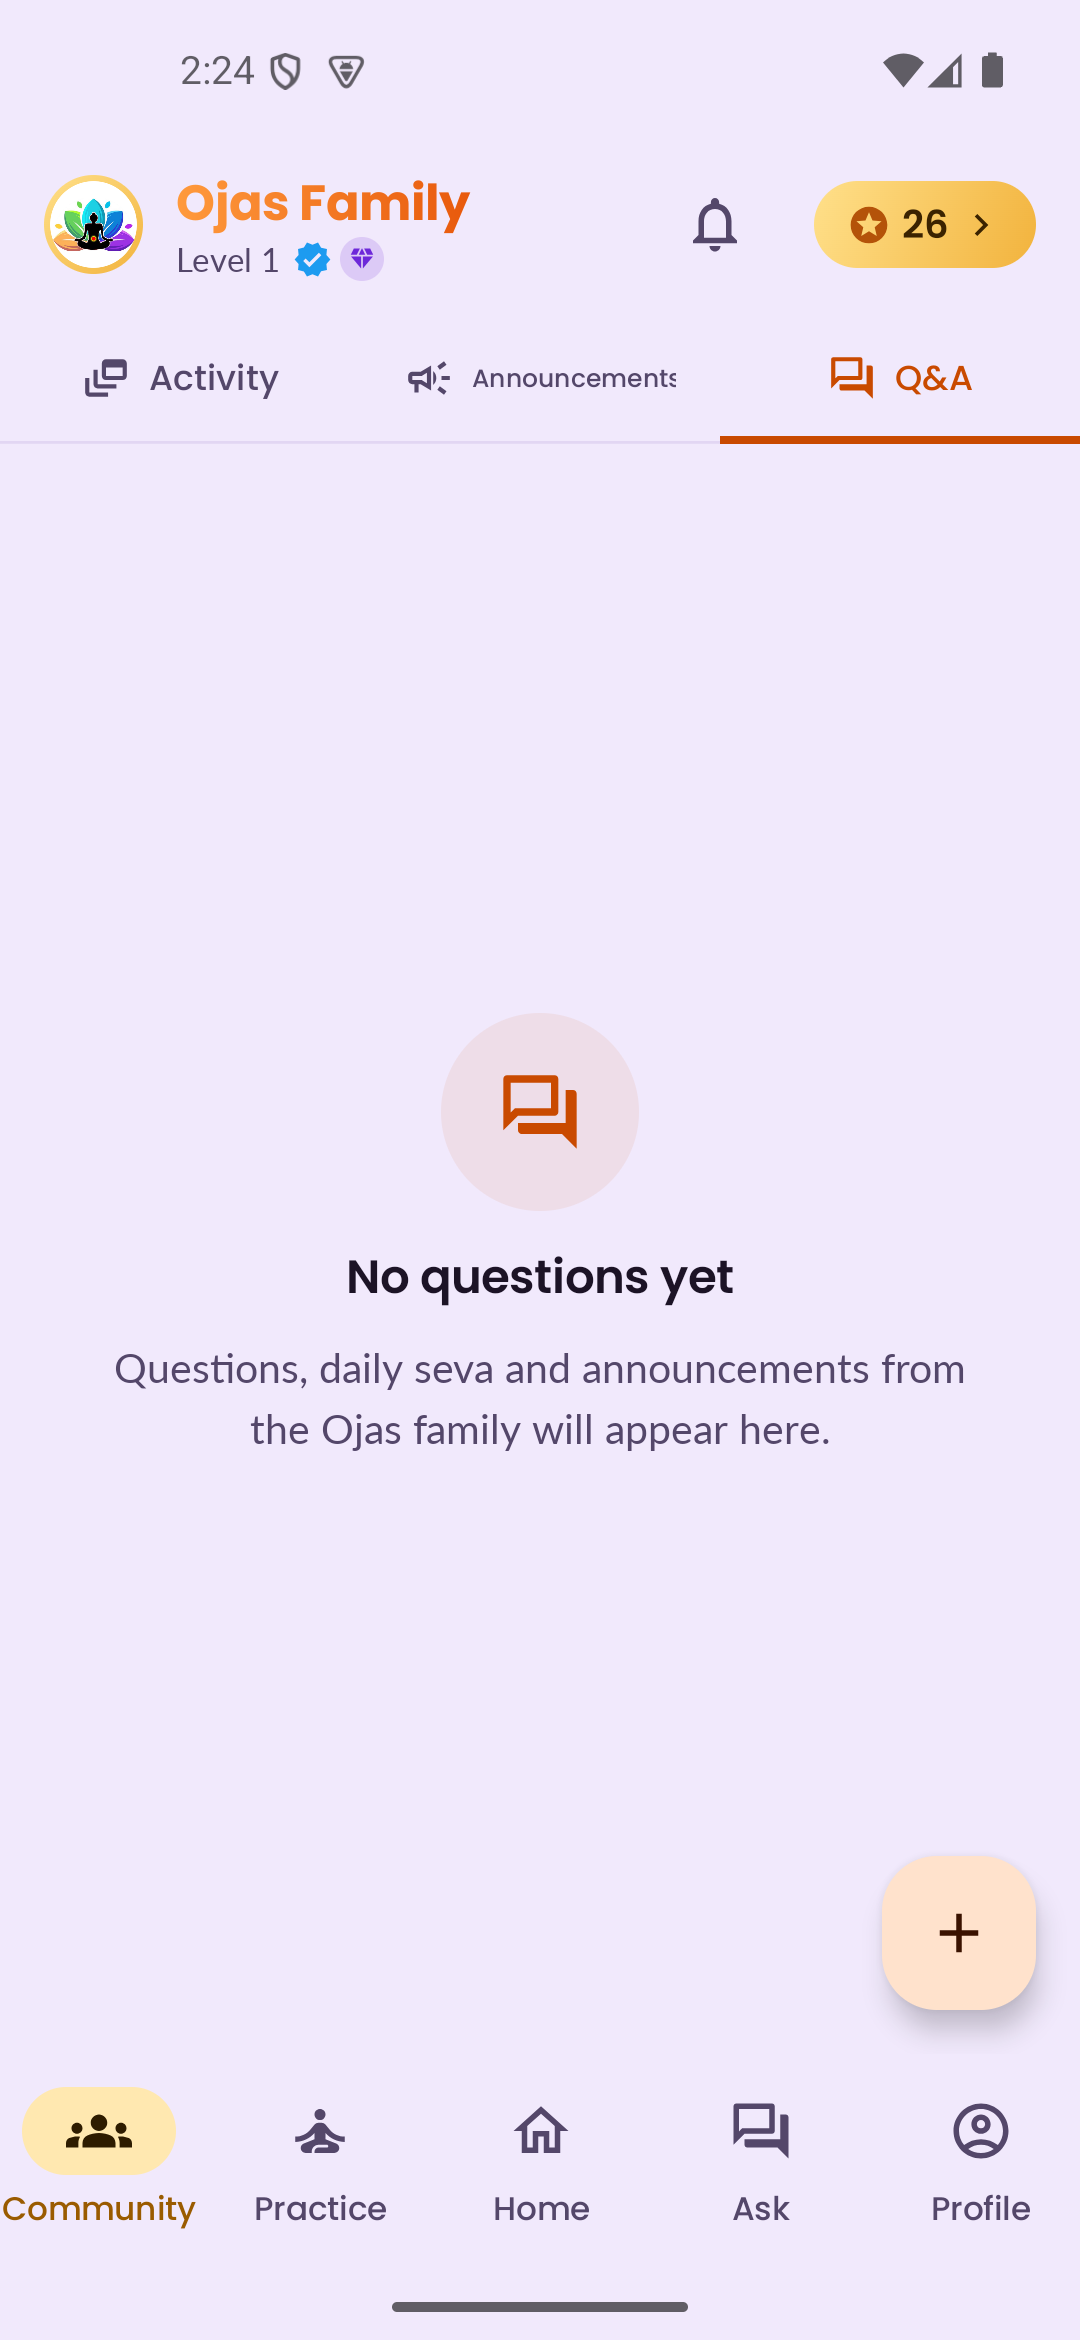 2:24
Ojas Family
Level 1
26
Activity
Announcements
Q&A
No questions yet
Questions, daily seva and announcements from
the Ojas family will appear here.
Community
Practice
Home
Ask
Profile